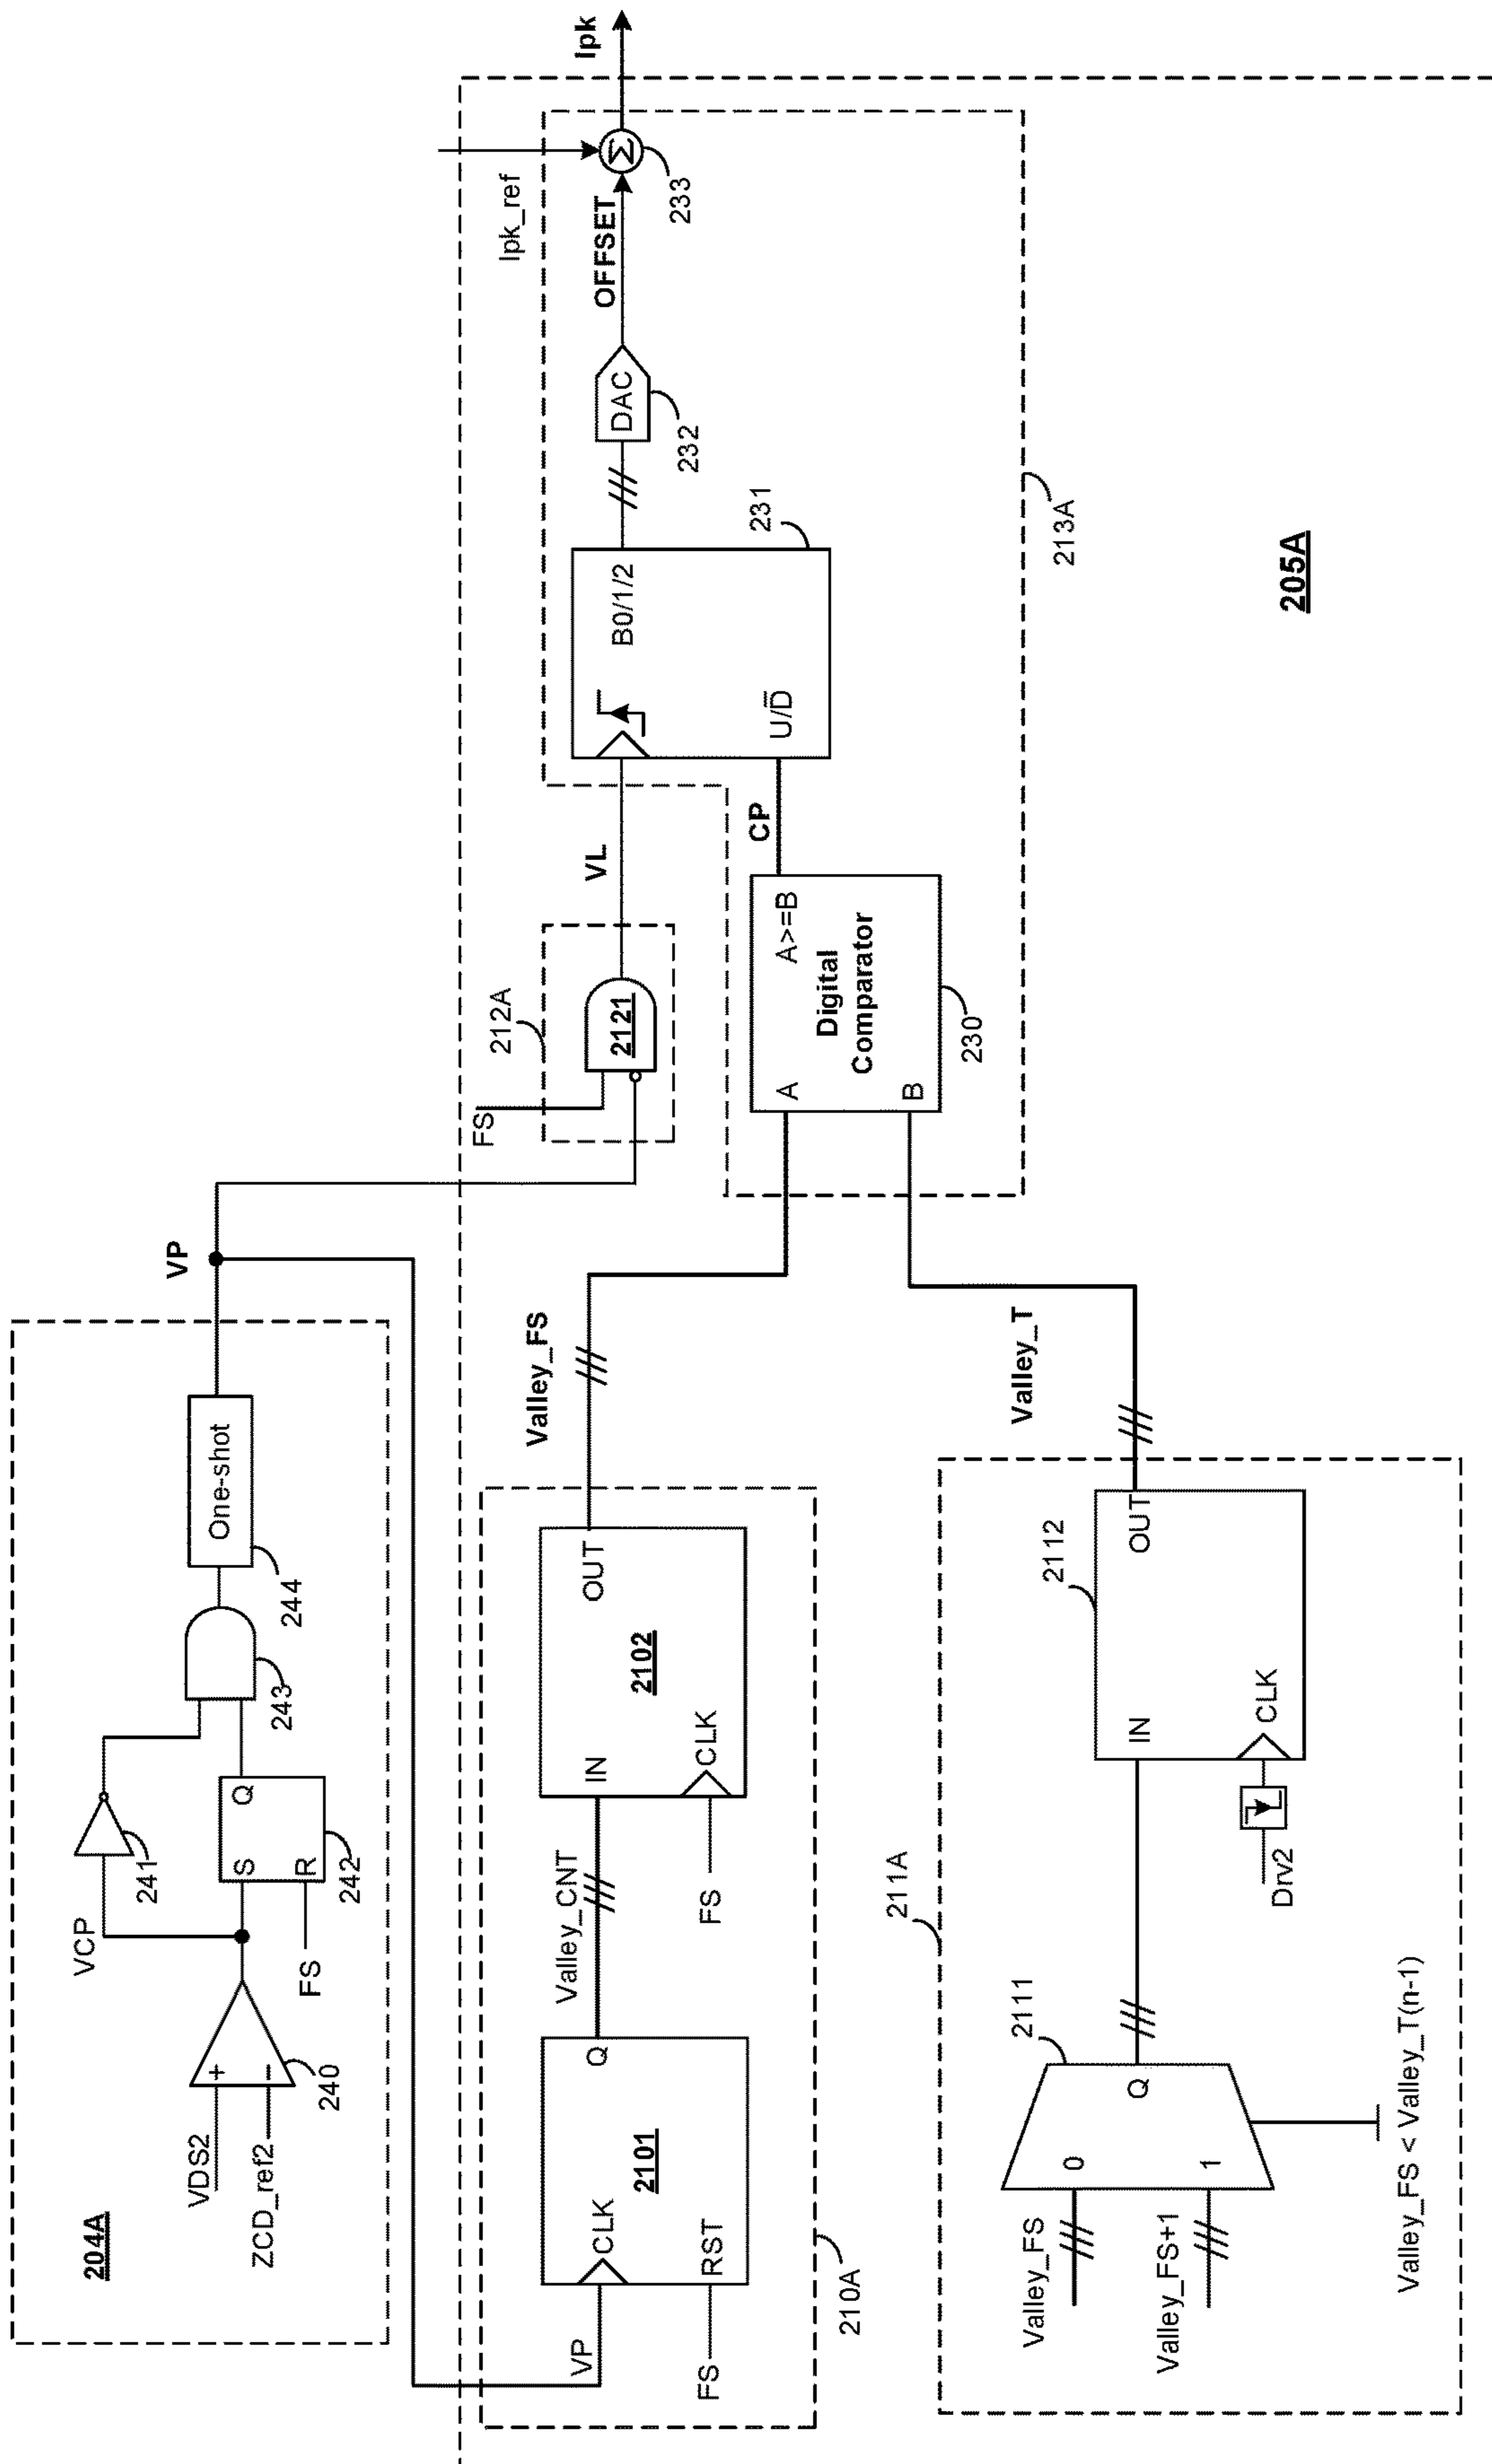 204A
VDS2
ZCD_ref2
+
−
240
VCP
241
S
Q
R
242
FS
243
One-shot
244
VP
VP
CLK
Q
2101
RST
FS
Valley_CNT
IN
OUT
2102
CLK
FS
210A
Valley_FS
FS
212A
2121
VL
B0/1/2
U/D̅
231
DAC
232
OFFSET
Ipk_ref
Σ
233
Ipk
A
A>=B
Digital
Comparator
B
230
CP
213A
Valley_FS
0
Valley_FS+1
1
Q
2111
Valley_FS < Valley_T(n-1)
211A
IN
OUT
2112
CLK
Drv2
Valley_T
205A